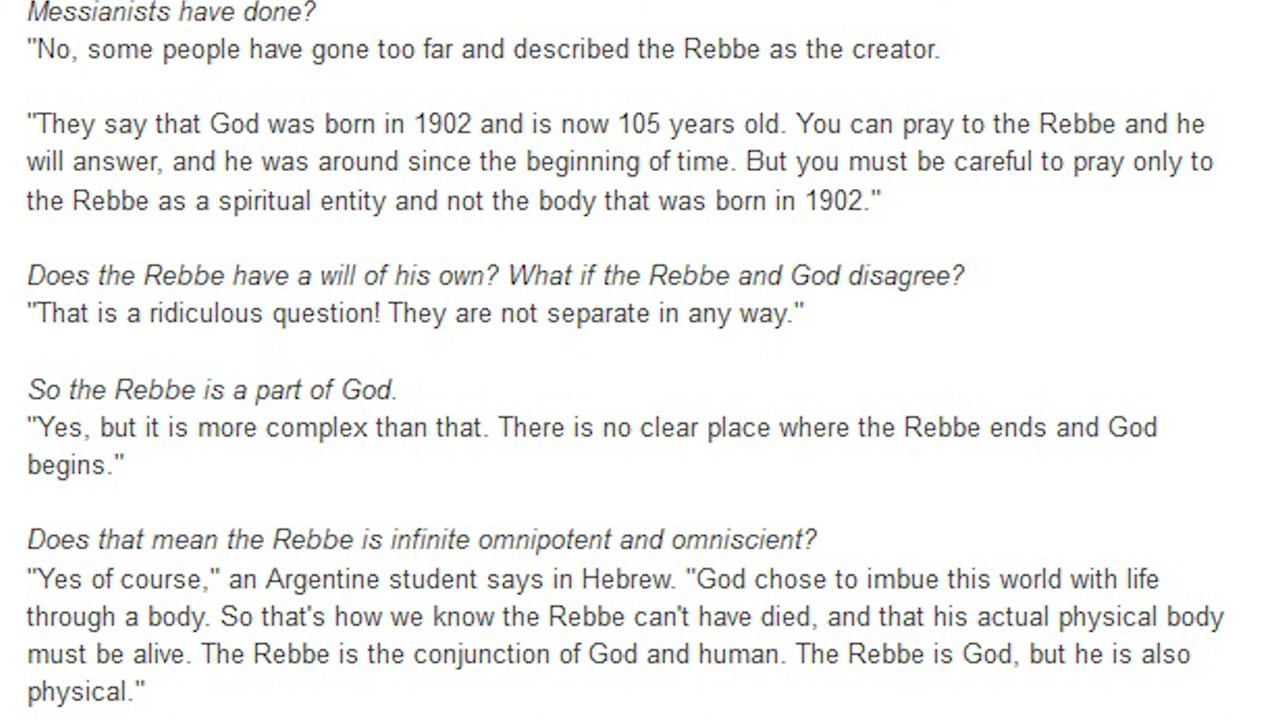 Messianists have done?
"No, some people have gone too far and described the Rebbe as the creator.
"They say that God was born in 1902 and is now 105 years old. You can pray to the Rebbe and he
will answer, and he was around since the beginning of time. But you must be careful to pray only to
the Rebbe as a spiritual entity and not the body that was born in 1902."
Does the Rebbe have a will of his own? What if the Rebbe and God disagree?
"That is a ridiculous question! They are not separate in any way."
So the Rebbe is a part of God.
"Yes, but it is more complex than that. There is no clear place where the Rebbe ends and God
begins."
Does that mean the Rebbe is infinite omnipotent and omniscient?
"Yes of course," an Argentine student says in Hebrew. "God chose to imbue this world with life
through a body. So that's how we know the Rebbe can't have died, and that his actual physical body
must be alive. The Rebbe is the conjunction of God and human. The Rebbe is God, but he is also
physical."